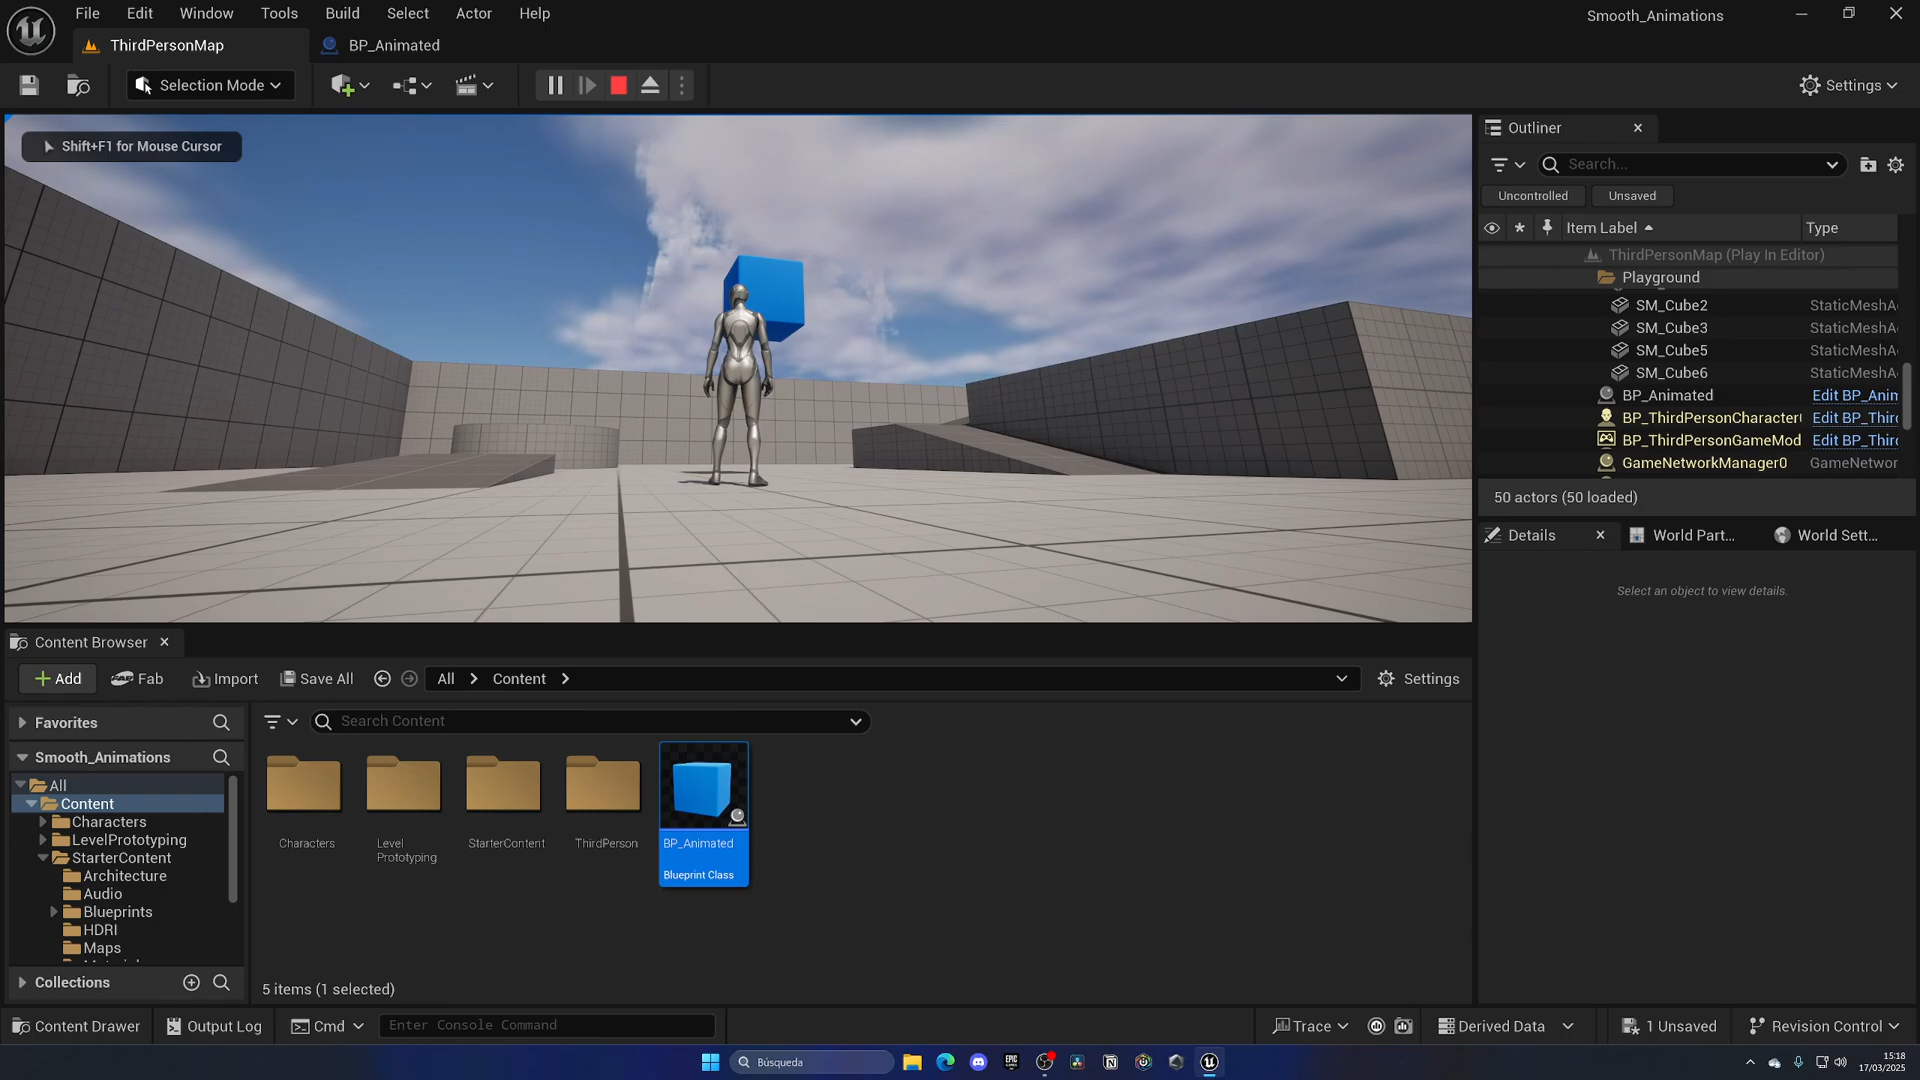 File Edit Window Tools Build Select Actor Help
Smooth_Animations
ThirdPersonMap
BP_Animated
Selection Mode
Settings
Shift+F1 for Mouse Cursor
Outliner
Search...
Uncontrolled
Unsaved
Item Label
Type
ThirdPersonMap (Play In Editor)
Playground
SM_Cube2 StaticMeshA
SM_Cube3 StaticMeshA
SM_Cube5 StaticMeshA
SM_Cube6 StaticMeshA
BP_Animated Edit BP_Anim
BP_ThirdPersonCharacter Edit BP_Thir
BP_ThirdPersonGameMod Edit BP_Thir
GameNetworkManager0 GameNetwor
50 actors (50 loaded)
Details
World Part...
World Sett...
Select an object to view details.
Content Browser
Add
Fab
Import
Save All
All
Content
Settings
Favorites
Search Content
Smooth_Animations
All
Content
Characters
LevelPrototyping
StarterContent
Architecture
Audio
Blueprints
HDRI
Maps
Collections
Characters
Level
Prototyping
StarterContent
ThirdPerson
BP_Animated
Blueprint Class
5 items (1 selected)
Content Drawer
Output Log
Cmd
Enter Console Command
Trace
Derived Data
1 Unsaved
Revision Control
Búsqueda
15:18
17/03/2025